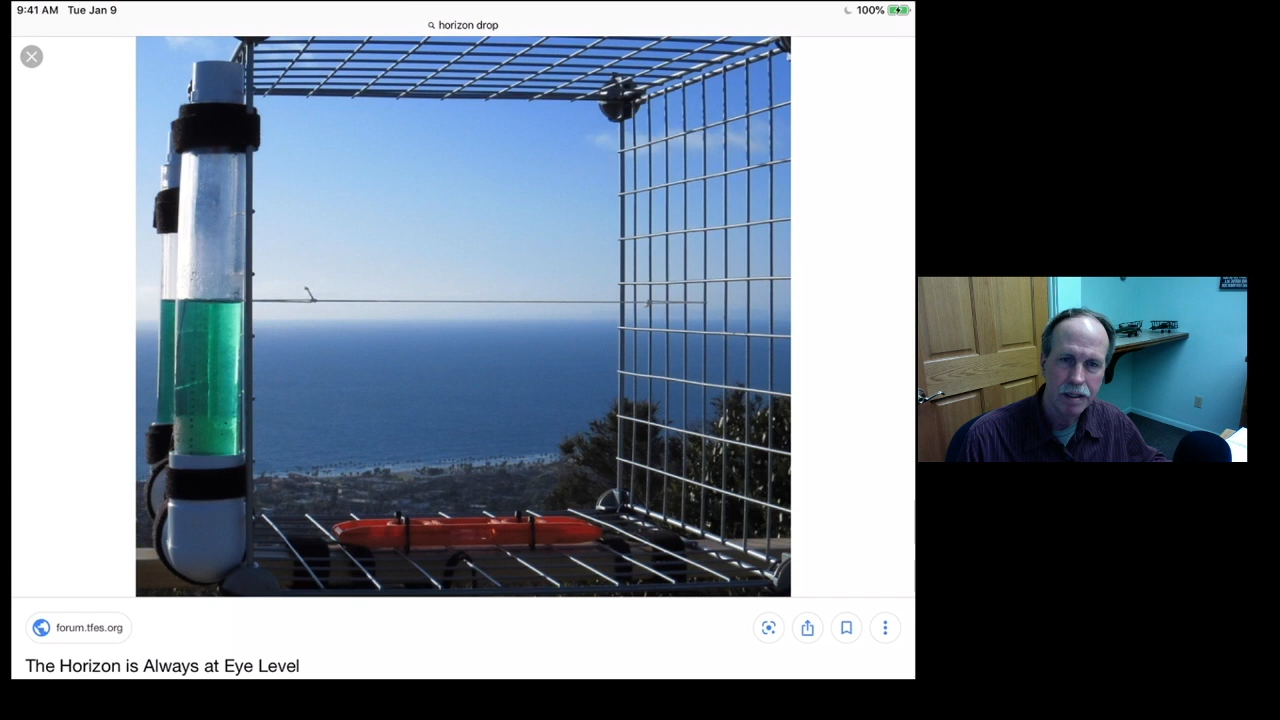 9:41 AM Tue Jan 9
100%
horizon drop
forum.tfes.org
The Horizon is Always at Eye Level